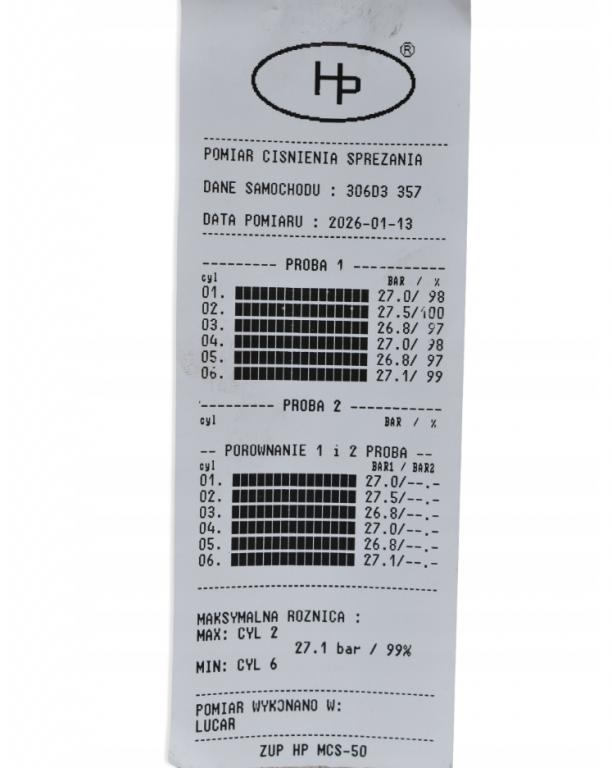 HP ®
POMIAR CISNIENIA SPREZANIA
DANE SAMOCHODU : 306D3 357
DATA POMIARU : 2026-01-13
--------- PROBA 1 -----------
cyl BAR / %
01. 27.0/ 98
02. 27.5/100
03. 26.8/ 97
04. 27.0/ 98
05. 26.8/ 97
06. 27.1/ 99
--------- PROBA 2 -----------
cyl BAR / %
-- POROWNANIE 1 i 2 PROBA --
cyl BAR1 / BAR2
01. 27.0/--.-
02. 27.5/--.-
03. 26.8/--.-
04. 27.0/--.-
05. 26.8/--.-
06. 27.1/--.-
MAKSYMALNA ROZNICA :
MAX: CYL 2
27.1 bar / 99%
MIN: CYL 6
POMIAR WYKONANO W:
LUCAR
ZUP HP MCS-50